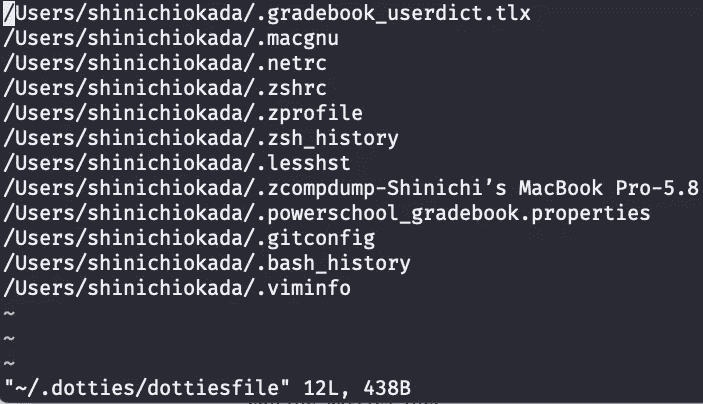 /Users/shinichiokada/.gradebook_userdict.tlx
/Users/shinichiokada/.macgnu
/Users/shinichiokada/.netrc
/Users/shinichiokada/.zshrc
/Users/shinichiokada/.zprofile
/Users/shinichiokada/.zsh_history
/Users/shinichiokada/.lesshst
/Users/shinichiokada/.zcompdump-Shinichi’s MacBook Pro-5.8
/Users/shinichiokada/.powerschool_gradebook.properties
/Users/shinichiokada/.gitconfig
/Users/shinichiokada/.bash_history
/Users/shinichiokada/.viminfo
~
~
~
"~/.dotties/dottiesfile" 12L, 438B